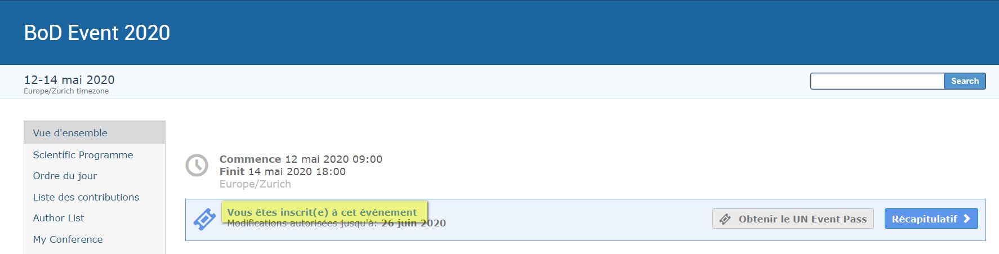 BoD Event 2020
12-14 mai 2020
Europe/Zurich timezone
Search
Vue d'ensemble
Scientific Programme
Ordre du jour
Liste des contributions
Author List
My Conference
Commence 12 mai 2020 09:00
Finit 14 mai 2020 18:00
Europe/Zurich
Vous êtes inscrit(e) à cet événement
Modifications autorisées jusqu'à: 26 juin 2020
Obtenir le UN Event Pass
Récapitulatif